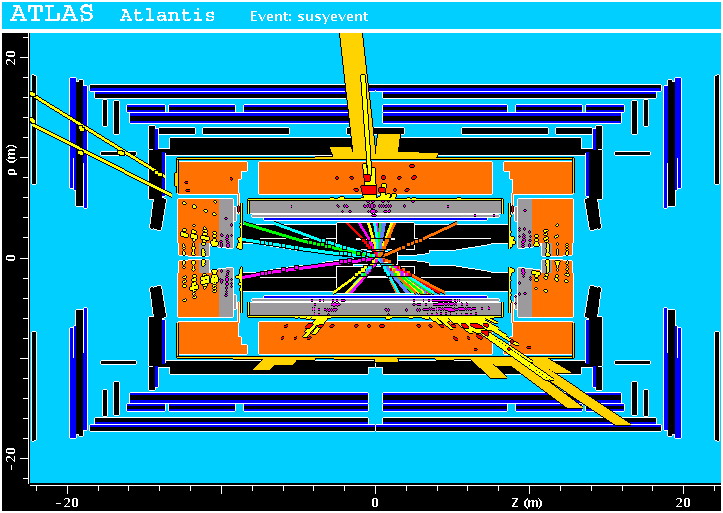 ATLAS Atlantis Event: susyevent
20
ρ (m)
0
-20
-20 0 Z (m) 20